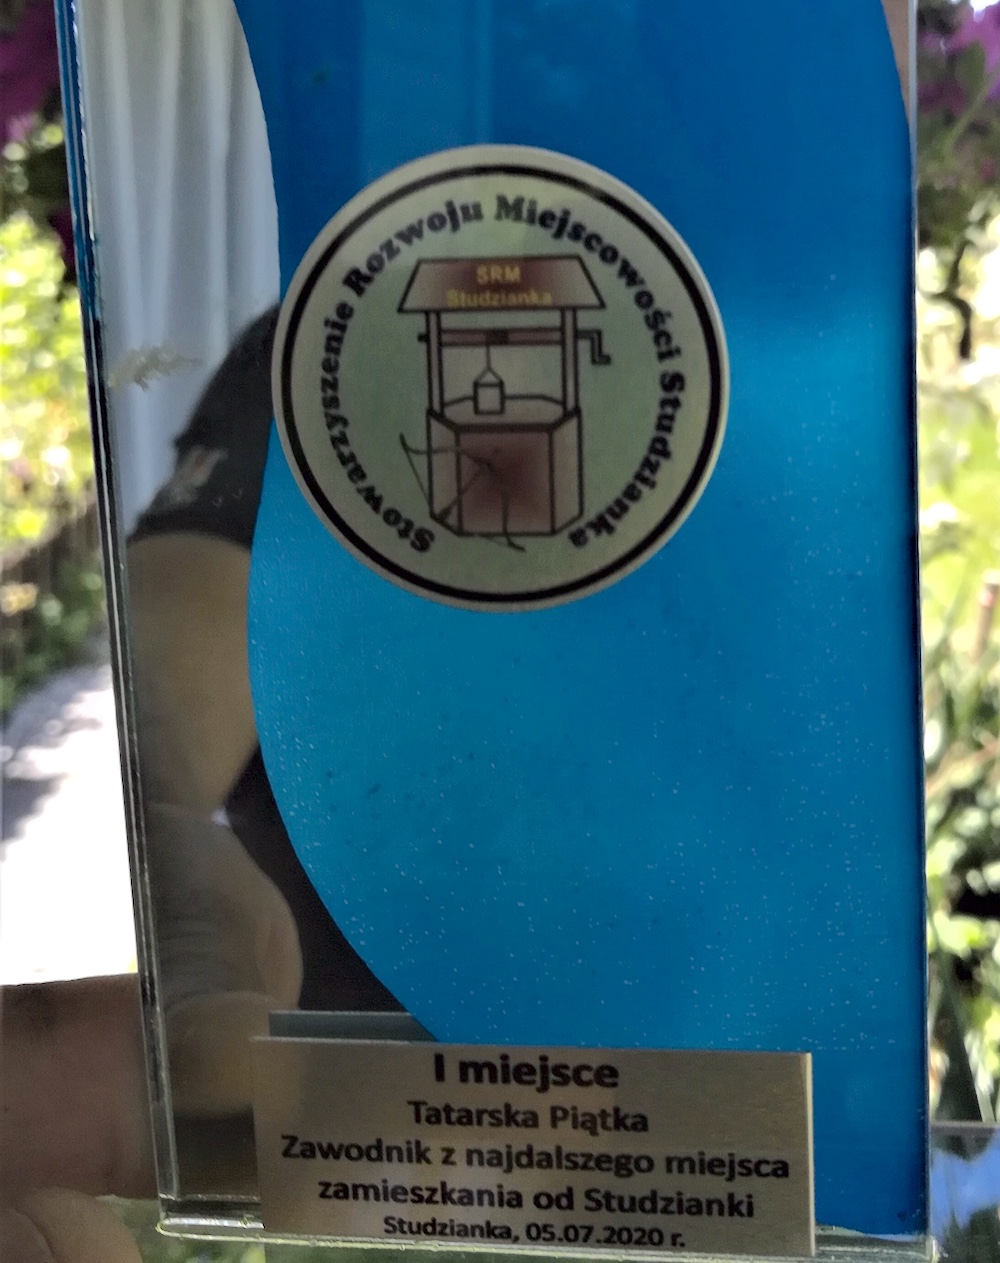 Stowarzyszenie Rozwoju Miejscowości Studzianka
SRM
Studzianka
I miejsce
Tatarska Piątka
Zawodnik z najdalszego miejsca
zamieszkania od Studzianki
Studzianka, 05.07.2020 r.